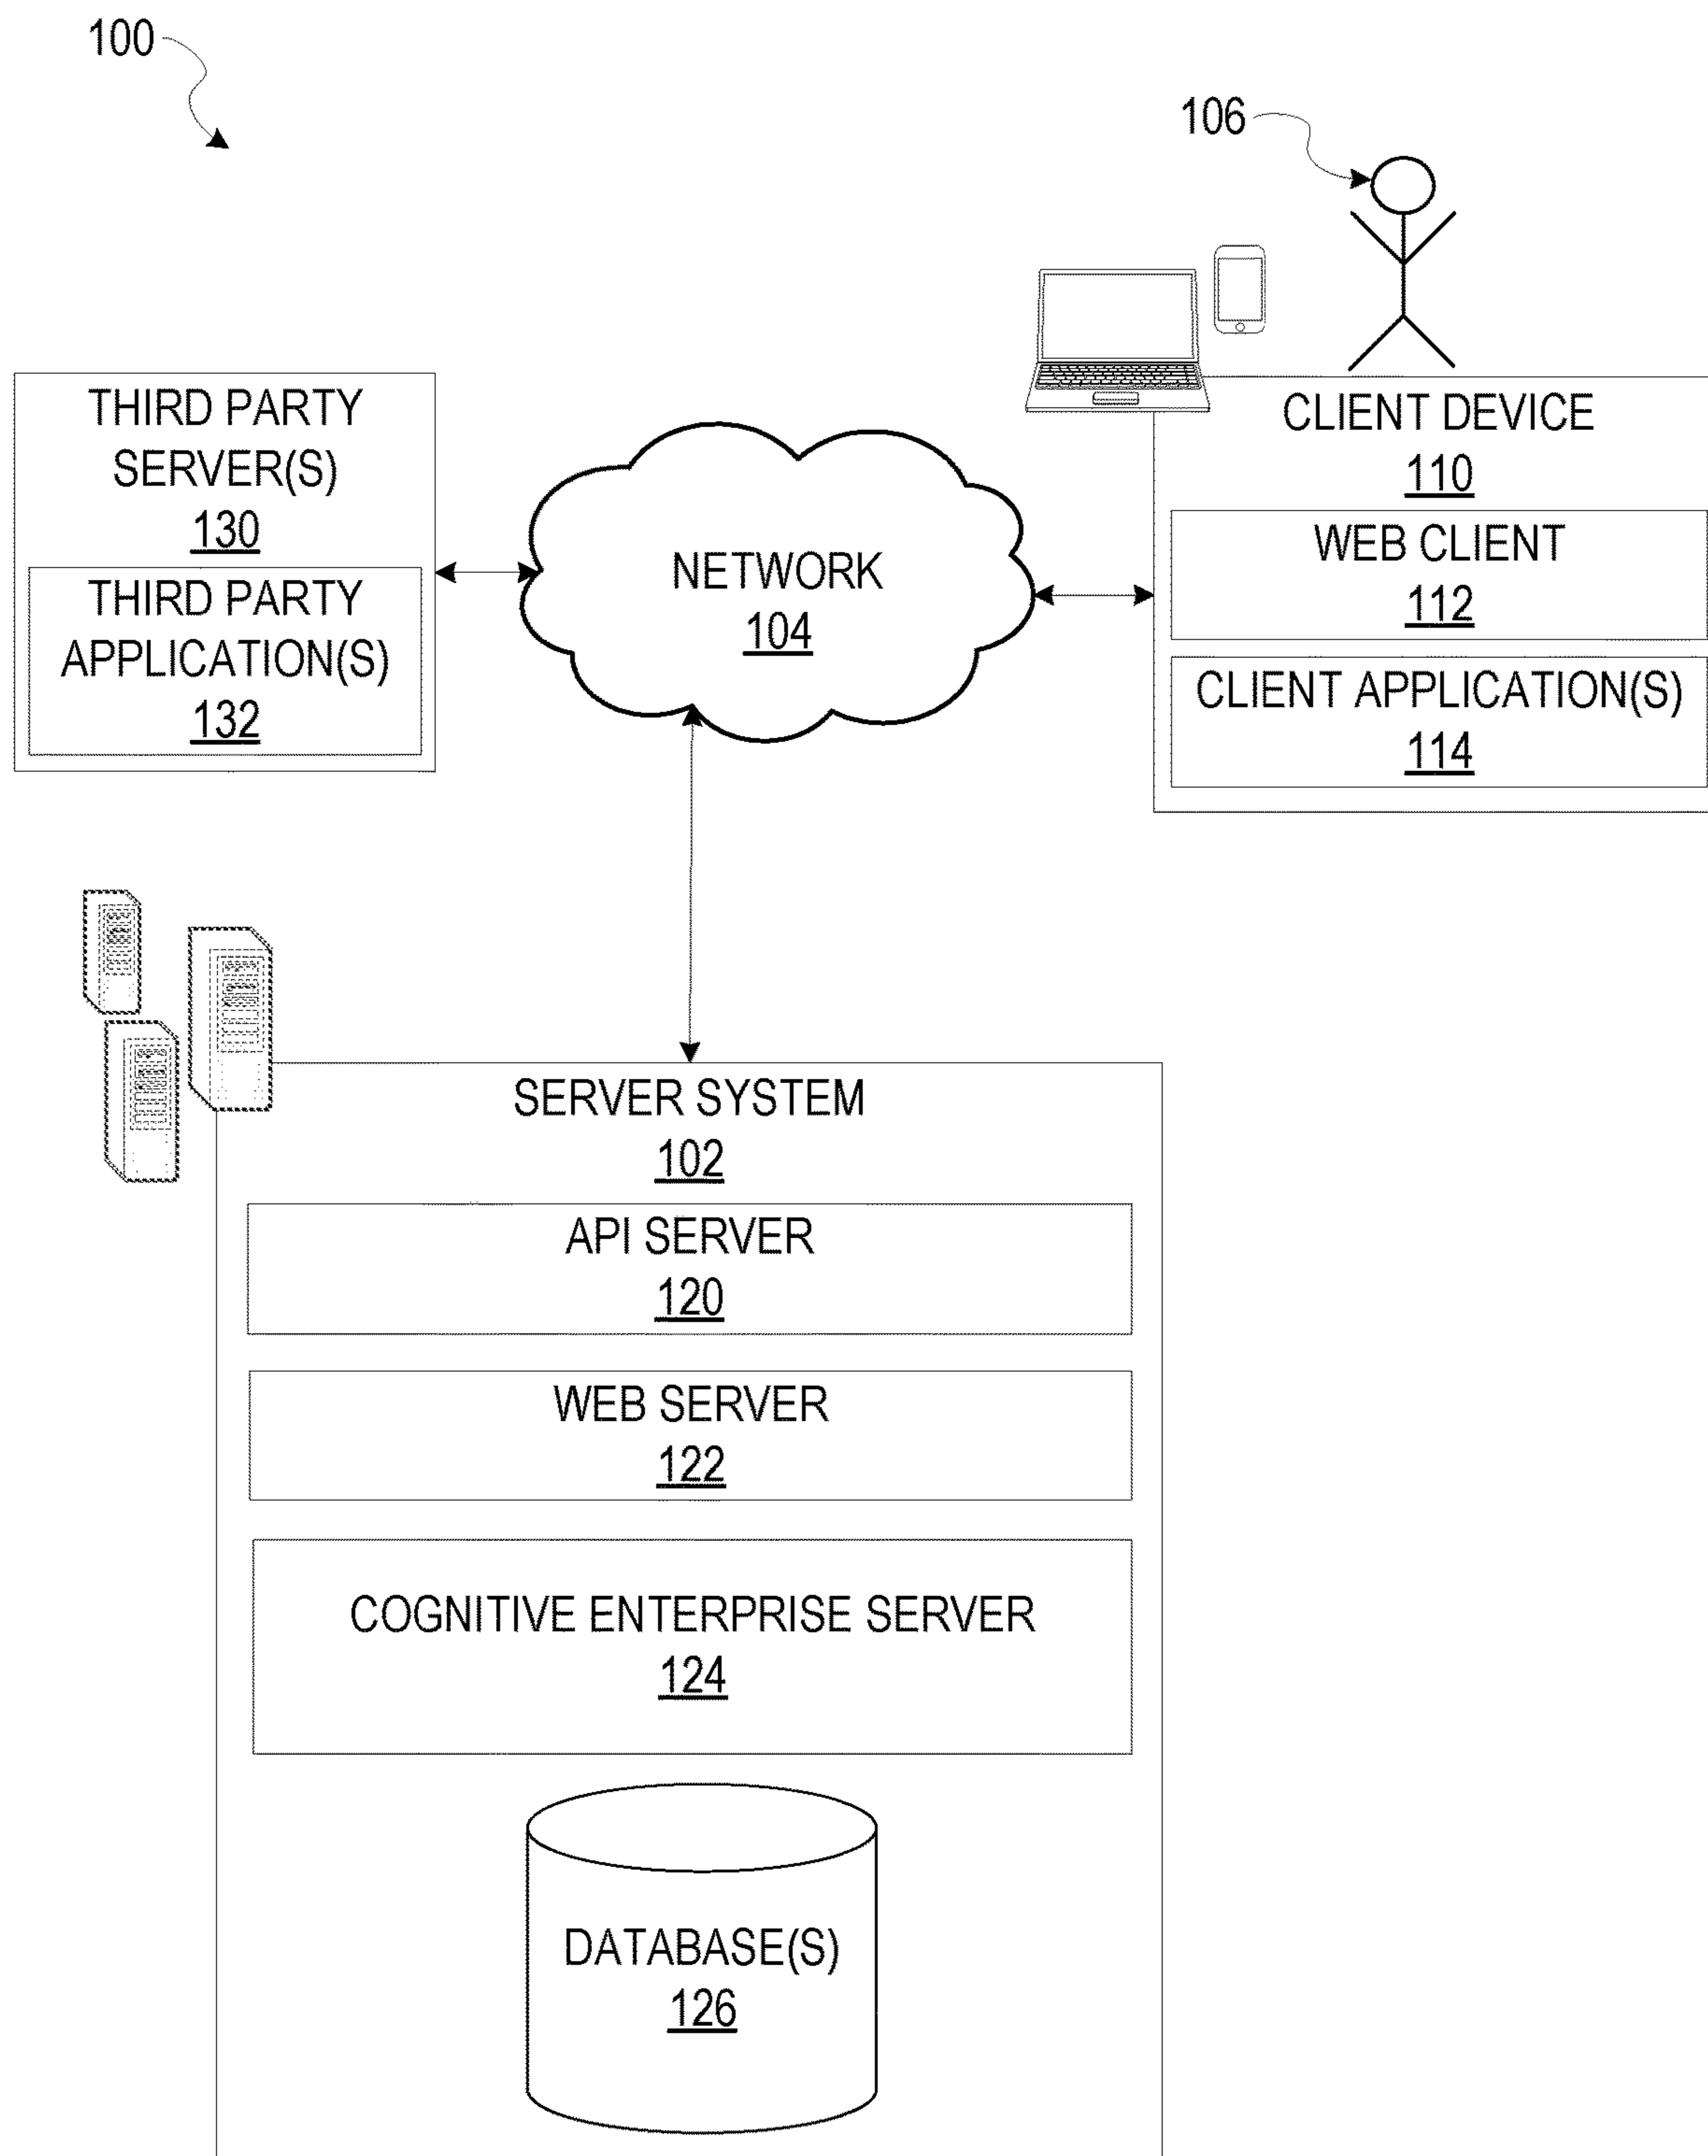 100
106
THIRD PARTY
SERVER(S)
130
THIRD PARTY
APPLICATION(S)
132
NETWORK
104
CLIENT DEVICE
110
WEB CLIENT
112
CLIENT APPLICATION(S)
114
SERVER SYSTEM
102
API SERVER
120
WEB SERVER
122
COGNITIVE ENTERPRISE SERVER
124
DATABASE(S)
126